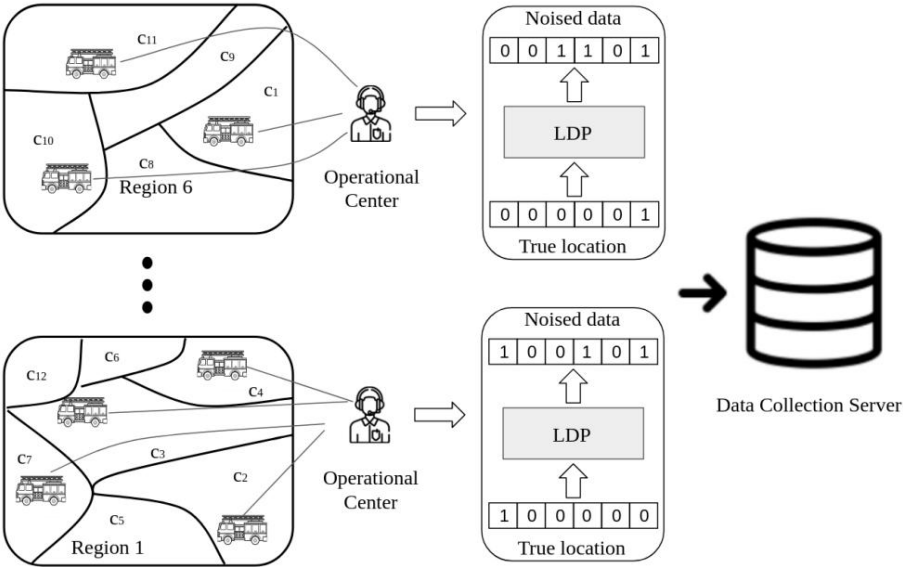 c11
c9
c1
c10
c8
Region 6
Operational
Center
Noised data
0 0 1 1 0 1
LDP
0 0 0 0 0 1
True location
c12
c6
c4
c7
c3
c2
c5
Region 1
Operational
Center
Noised data
1 0 0 1 0 1
LDP
1 0 0 0 0 0
True location
Data Collection Server